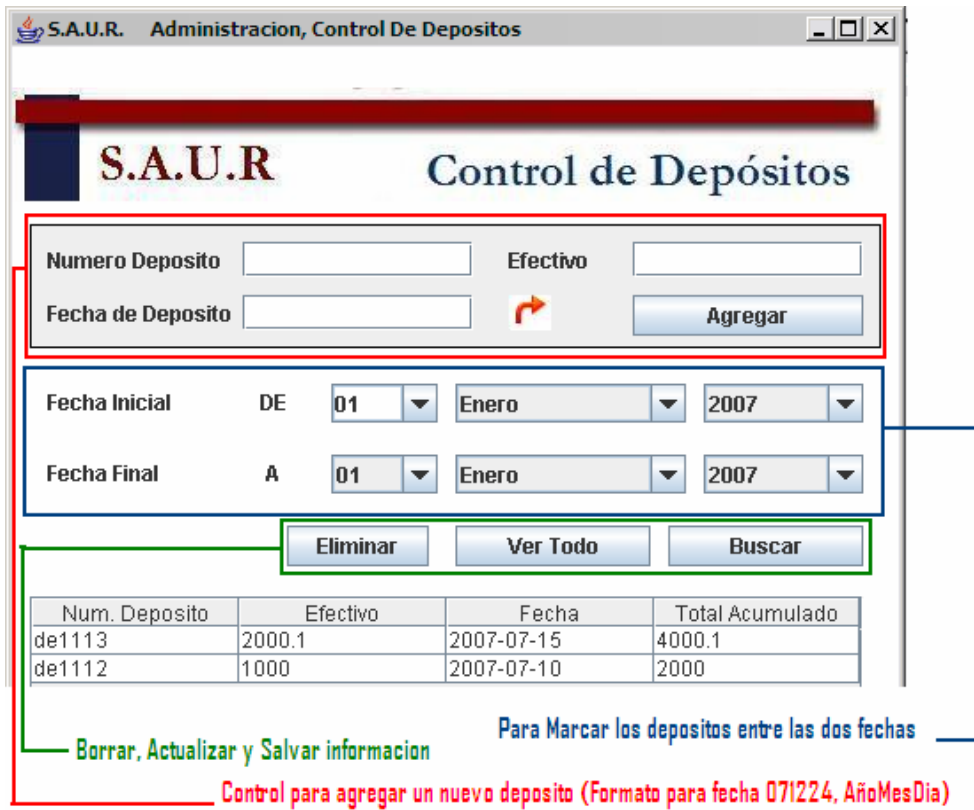 S.A.U.R. Administracion, Control De Depositos
S.A.U.R Control de Depósitos
Numero Deposito Efectivo
Fecha de Deposito Agregar
Fecha Inicial DE 01 Enero 2007
Fecha Final A 01 Enero 2007
Eliminar Ver Todo Buscar
Num. Deposito Efectivo Fecha Total Acumulado
de1113 2000.1 2007-07-15 4000.1
de1112 1000 2007-07-10 2000
Para Marcar los depositos entre las dos fechas
Borrar, Actualizar y Salvar informacion
Control para agregar un nuevo deposito (Formato para fecha 071224, AñoMesDia)